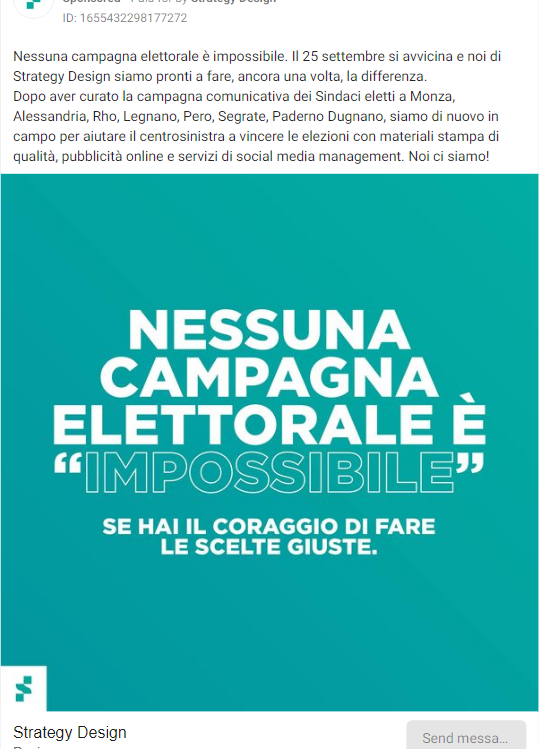 Sponsored • Paid for by Strategy Design
ID: 1655432298177272
Nessuna campagna elettorale è impossibile. Il 25 settembre si avvicina e noi di
Strategy Design siamo pronti a fare, ancora una volta, la differenza.
Dopo aver curato la campagna comunicativa dei Sindaci eletti a Monza,
Alessandria, Rho, Legnano, Pero, Segrate, Paderno Dugnano, siamo di nuovo in
campo per aiutare il centrosinistra a vincere le elezioni con materiali stampa di
qualità, pubblicità online e servizi di social media management. Noi ci siamo!
NESSUNA
CAMPAGNA
ELETTORALE È
“IMPOSSIBILE”
SE HAI IL CORAGGIO DI FARE
LE SCELTE GIUSTE.
Strategy Design
Send messa...